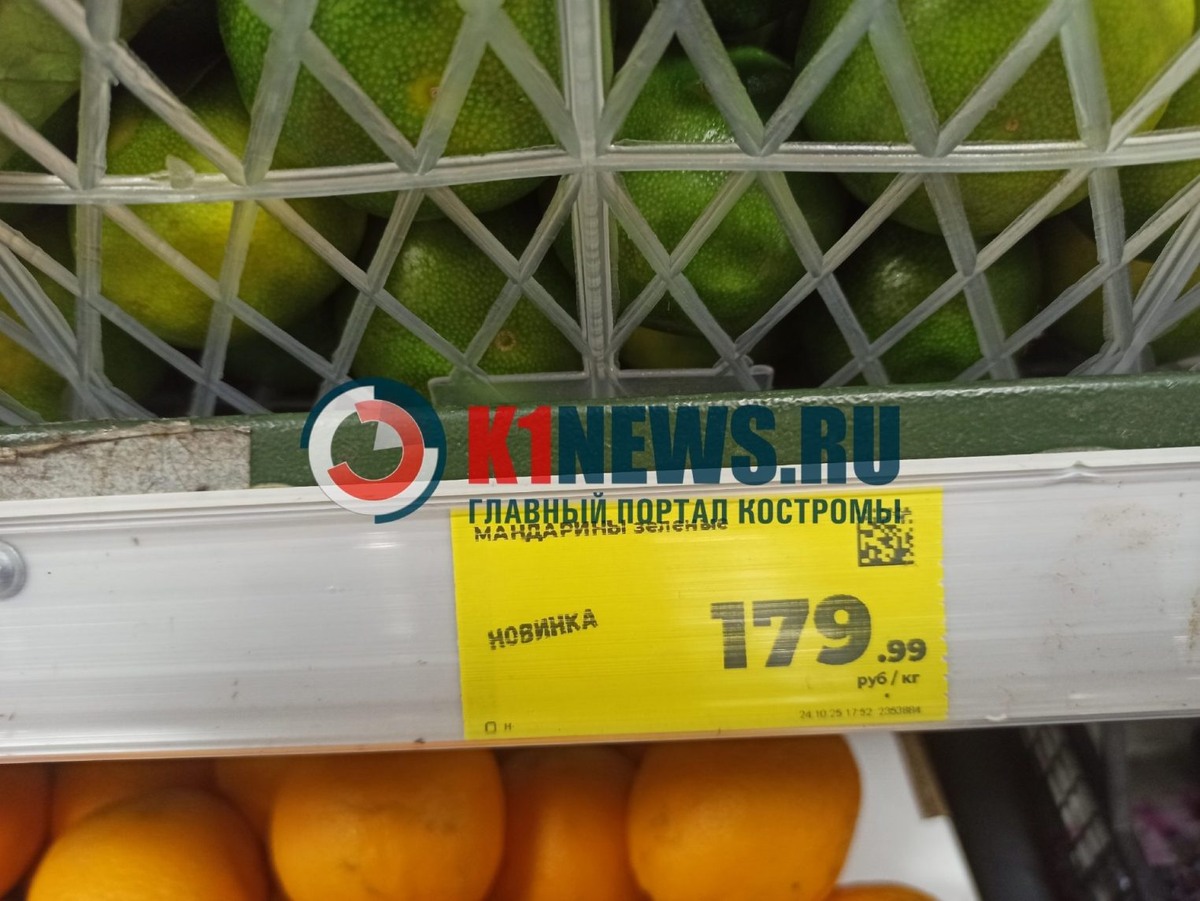 K1NEWS.RU
ГЛАВНЫЙ ПОРТАЛ КОСТРОМЫ
МАНДАРИНЫ зеленые
НОВИНКА
179.99
руб / кг
24.10.25 17:52 2353884
Н